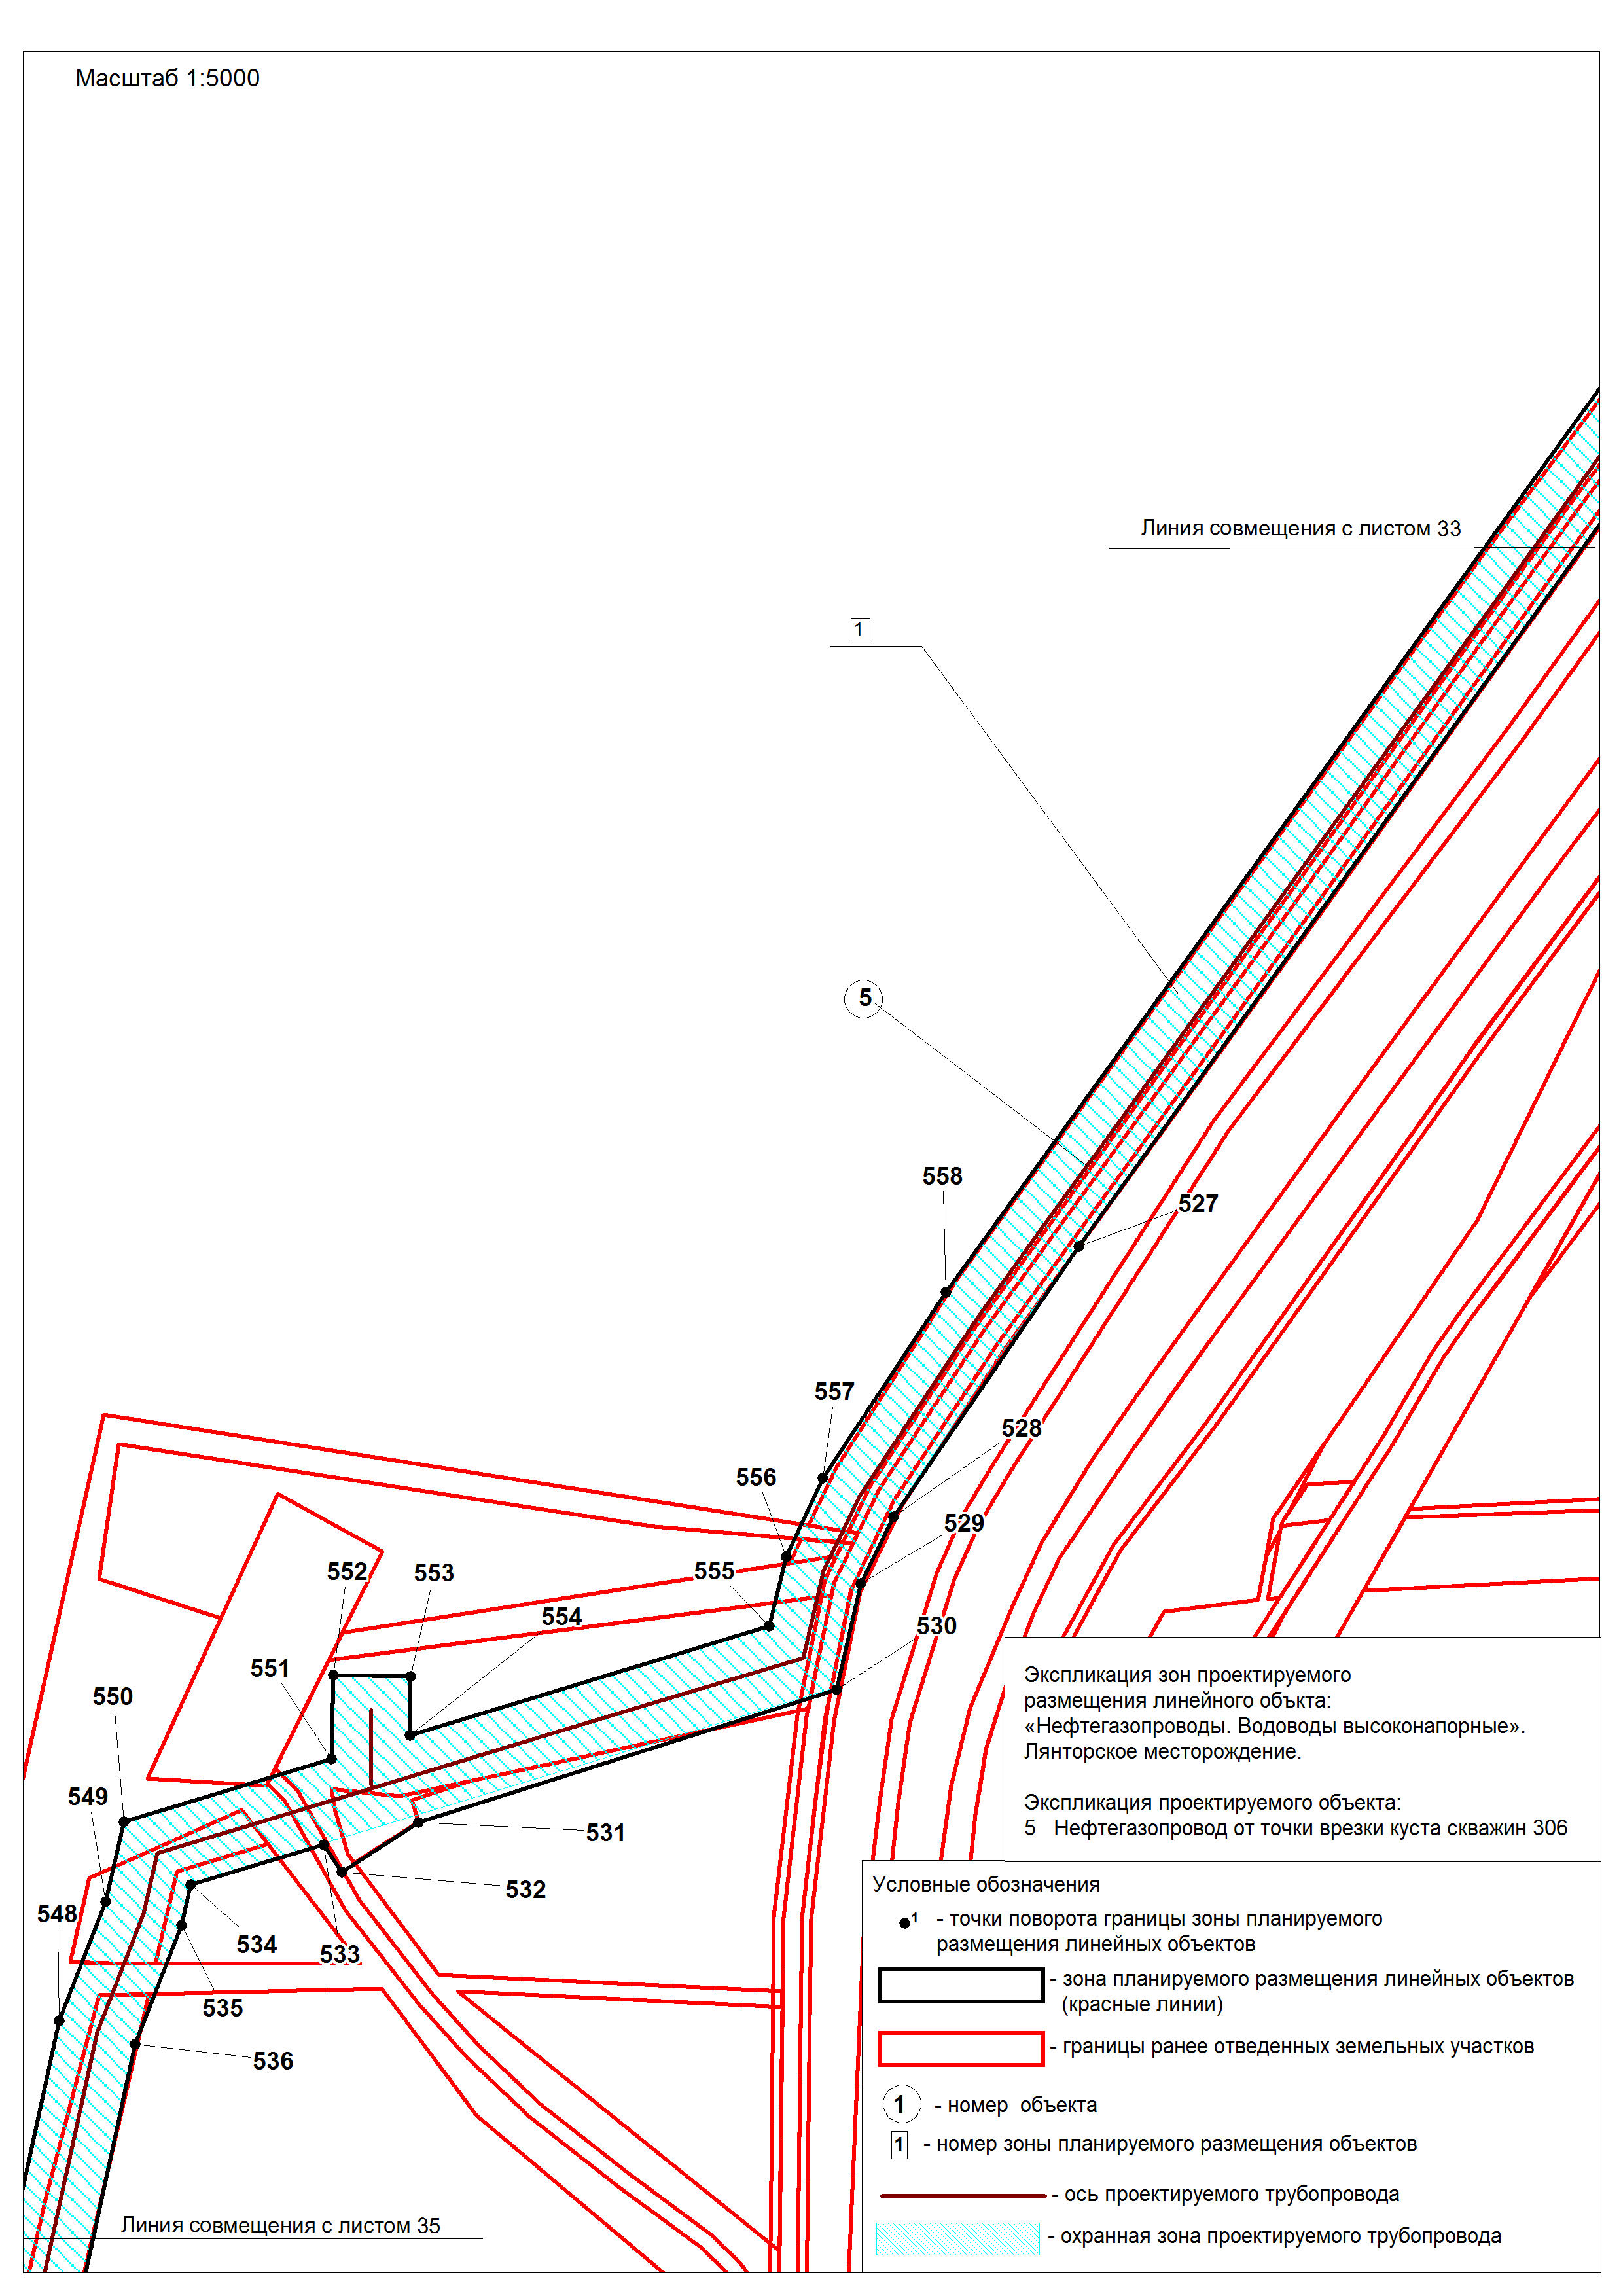 Масштаб 1:5000
Линия совмещения с листом 33
1
5
558
527
557
528
556
529
552
553
555
554
530
551
550
549
531
532
548
534
533
535
536
Линия совмещения с листом 35
Экспликация зон проектируемого
размещения линейного объкта:
«Нефтегазопроводы. Водоводы высоконапорные».
Лянторское месторождение.
Экспликация проектируемого объекта:
5 Нефтегазопровод от точки врезки куста скважин 306
Условные обозначения
1 - точки поворота границы зоны планируемого
размещения линейных объектов
- зона планируемого размещения линейных объектов
(красные линии)
- границы ранее отведенных земельных участков
1 - номер объекта
1 - номер зоны планируемого размещения объектов
- ось проектируемого трубопровода
- охранная зона проектируемого трубопровода